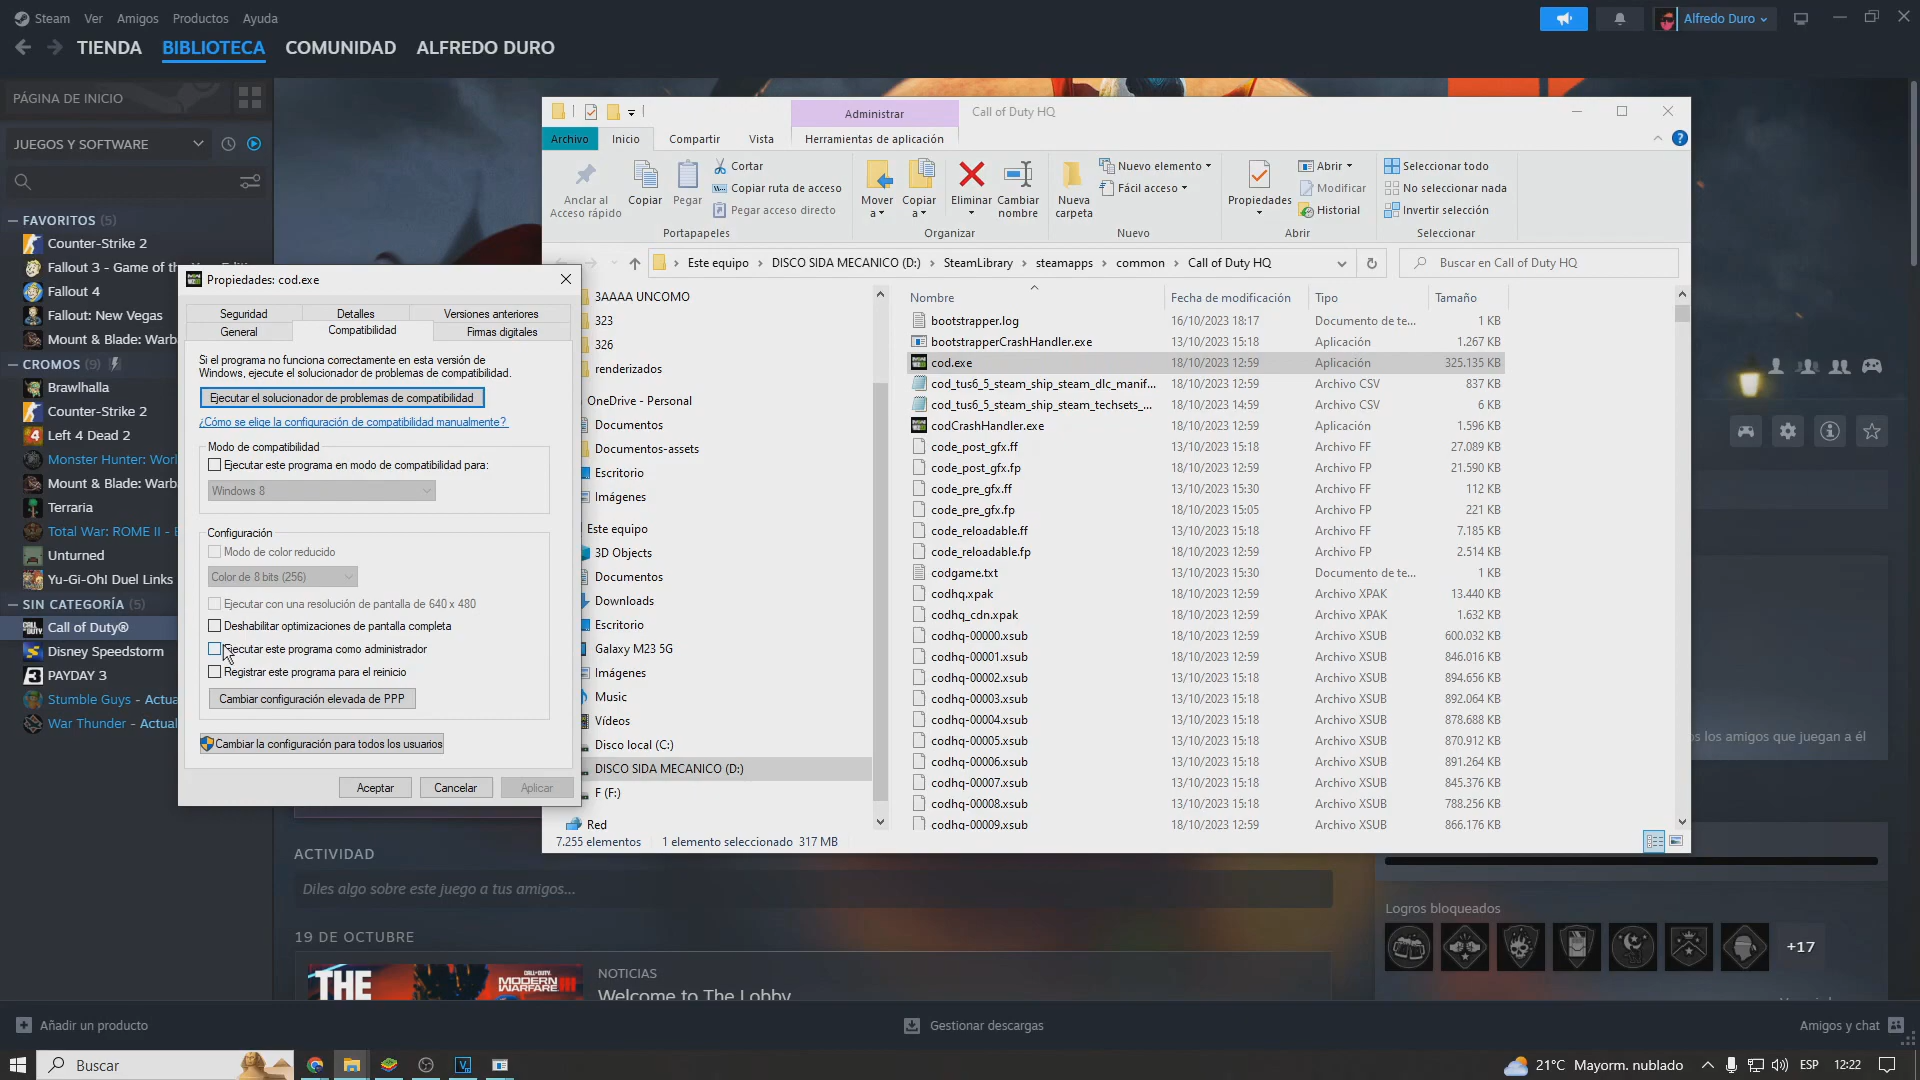 Steam Ver Amigos Productos Ayuda
Alfredo Duro
TIENDA BIBLIOTECA COMUNIDAD ALFREDO DURO
PÁGINA DE INICIO
JUEGOS Y SOFTWARE
FAVORITOS (5)
Counter-Strike 2
Fallout 3 - Game of the
Fallout 4
Fallout: New Vegas
Mount & Blade: Warb
CROMOS (9)
Brawlhalla
Counter-Strike 2
Left 4 Dead 2
Monster Hunter: Worl
Mount & Blade: Warb
Terraria
Total War: ROME II - E
Unturned
Yu-Gi-Oh! Duel Links
SIN CATEGORÍA (5)
Call of Duty®
Disney Speedstorm
PAYDAY 3
Stumble Guys - Actua
War Thunder - Actual
Propiedades: cod.exe
Seguridad Detalles Versiones anteriores
General Compatibilidad Firmas digitales
Si el programa no funciona correctamente en esta versión de
Windows, ejecute el solucionador de problemas de compatibilidad.
Ejecutar el solucionador de problemas de compatibilidad
¿Cómo se elige la configuración de compatibilidad manualmente?
Modo de compatibilidad
Ejecutar este programa en modo de compatibilidad para:
Windows 8
Configuración
Modo de color reducido
Color de 8 bits (256)
Ejecutar con una resolución de pantalla de 640 x 480
Deshabilitar optimizaciones de pantalla completa
Ejecutar este programa como administrador
Registrar este programa para el reinicio
Cambiar configuración elevada de PPP
Cambiar la configuración para todos los usuarios
Aceptar Cancelar Aplicar
Administrar Call of Duty HQ
Archivo Inicio Compartir Vista Herramientas de aplicación
Anclar al
Acceso rápido
Copiar
Pegar
Cortar
Copiar ruta de acceso
Pegar acceso directo
Portapapeles
Mover
a
Copiar
a
Eliminar
Cambiar
nombre
Organizar
Nueva
carpeta
Nuevo elemento
Fácil acceso
Nuevo
Propiedades
Abrir
Modificar
Historial
Abrir
Seleccionar todo
No seleccionar nada
Invertir selección
Seleccionar
Este equipo > DISCO SIDA MECANICO (D:) > SteamLibrary > steamapps > common > Call of Duty HQ
Buscar en Call of Duty HQ
3AAAA UNCOMO
323
326
renderizados
OneDrive - Personal
Documentos
Documentos-assets
Escritorio
Imágenes
Este equipo
3D Objects
Documentos
Downloads
Escritorio
Galaxy M23 5G
Imágenes
Music
Vídeos
Disco local (C:)
DISCO SIDA MECANICO (D:)
F (F:)
Red
Nombre Fecha de modificación Tipo Tamaño
bootstrapper.log 16/10/2023 18:17 Documento de te... 1 KB
bootstrapperCrashHandler.exe 13/10/2023 15:18 Aplicación 1.267 KB
cod.exe 18/10/2023 12:59 Aplicación 325.135 KB
cod_tus6_5_steam_ship_steam_dlc_manif... 18/10/2023 12:59 Archivo CSV 837 KB
cod_tus6_5_steam_ship_steam_techsets_... 18/10/2023 14:59 Archivo CSV 6 KB
codCrashHandler.exe 18/10/2023 12:59 Aplicación 1.596 KB
code_post_gfx.ff 13/10/2023 15:18 Archivo FF 27.089 KB
code_post_gfx.fp 18/10/2023 12:59 Archivo FP 21.590 KB
code_pre_gfx.ff 13/10/2023 15:30 Archivo FF 112 KB
code_pre_gfx.fp 18/10/2023 15:05 Archivo FP 221 KB
code_reloadable.ff 13/10/2023 15:18 Archivo FF 7.185 KB
code_reloadable.fp 18/10/2023 12:59 Archivo FP 2.514 KB
codgame.txt 13/10/2023 15:30 Documento de te... 1 KB
codhq.xpak 18/10/2023 12:59 Archivo XPAK 13.440 KB
codhq_cdn.xpak 18/10/2023 12:59 Archivo XPAK 1.632 KB
codhq-00000.xsub 18/10/2023 12:59 Archivo XSUB 600.032 KB
codhq-00001.xsub 18/10/2023 12:59 Archivo XSUB 846.016 KB
codhq-00002.xsub 13/10/2023 15:18 Archivo XSUB 894.656 KB
codhq-00003.xsub 13/10/2023 15:18 Archivo XSUB 892.064 KB
codhq-00004.xsub 13/10/2023 15:18 Archivo XSUB 878.688 KB
codhq-00005.xsub 13/10/2023 15:18 Archivo XSUB 870.912 KB
codhq-00006.xsub 13/10/2023 15:18 Archivo XSUB 891.264 KB
codhq-00007.xsub 13/10/2023 15:18 Archivo XSUB 845.376 KB
codhq-00008.xsub 13/10/2023 15:18 Archivo XSUB 788.256 KB
codhq-00009.xsub 18/10/2023 12:59 Archivo XSUB 866.176 KB
7.255 elementos 1 elemento seleccionado 317 MB
os los amigos que juegan a él
ACTIVIDAD
Diles algo sobre este juego a tus amigos...
19 DE OCTUBRE
THE
MODERN
WARFARE
NOTICIAS
Welcome to The Lobby
Logros bloqueados
+17
Añadir un producto Gestionar descargas Amigos y chat
Buscar
21°C Mayorm. nublado ESP 12:22